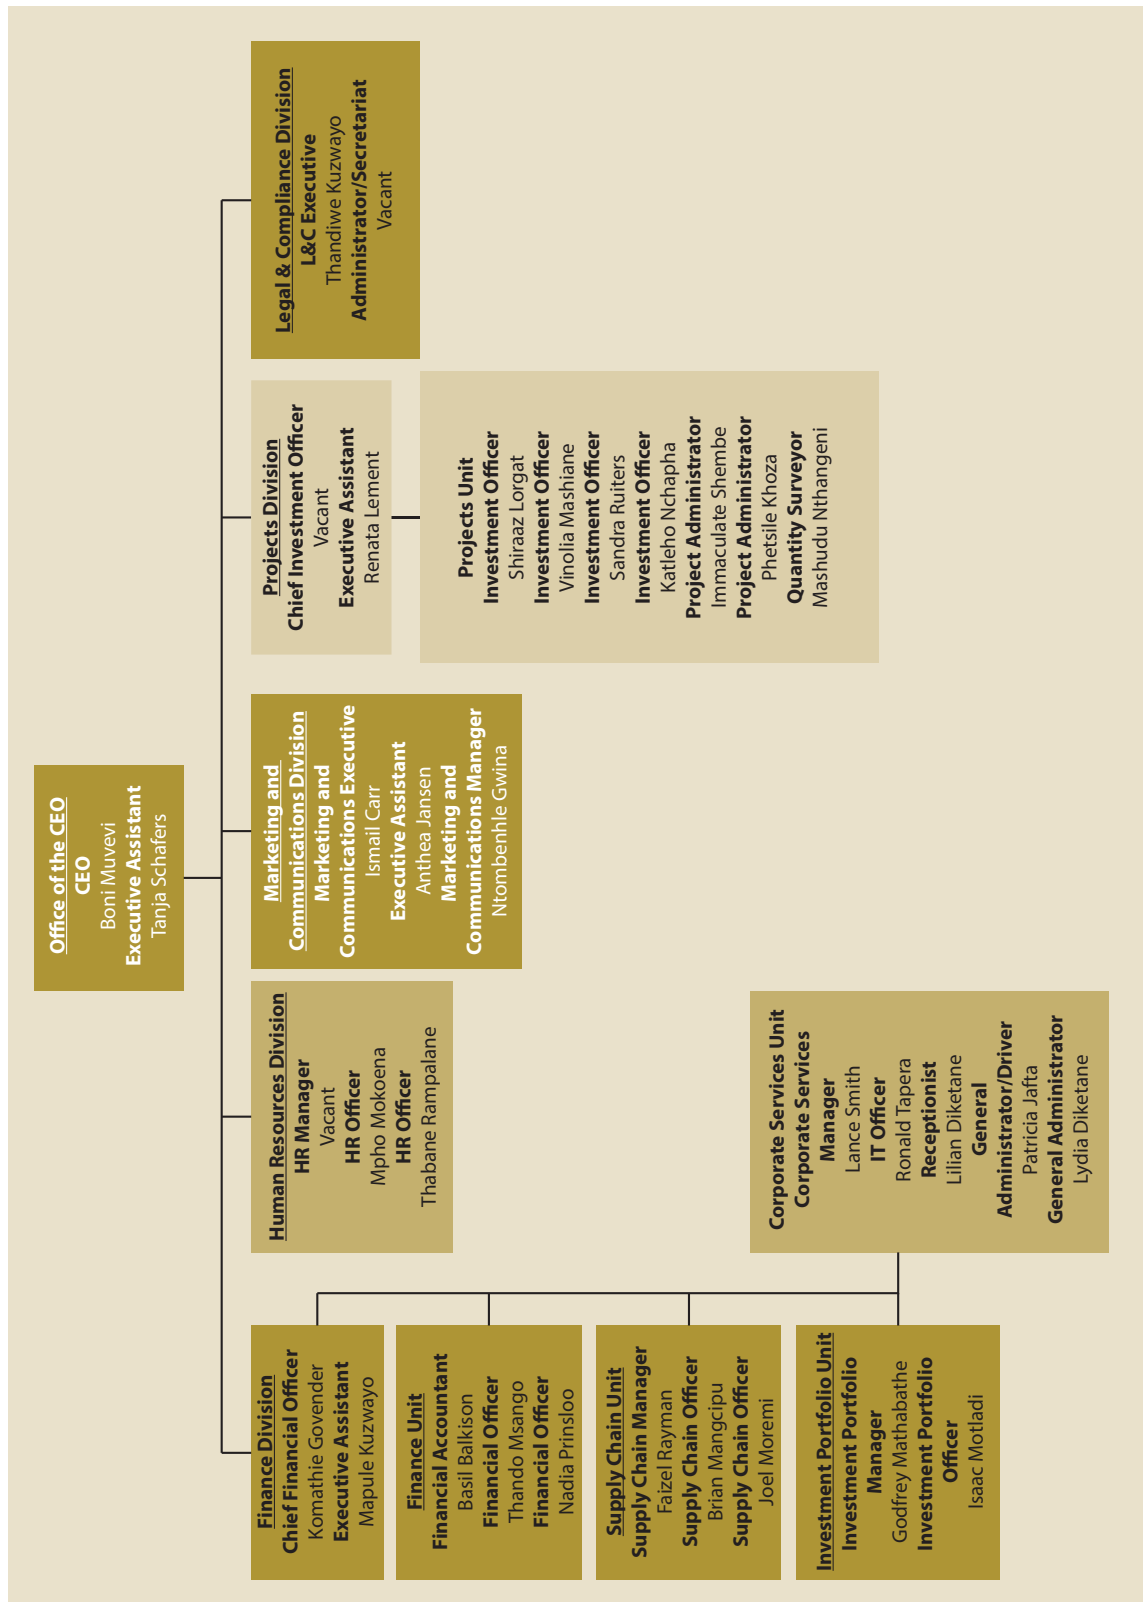 Office of the CEO
CEO
Boni Muvevi
Executive Assistant
Tanja Schafers
Finance Division
Chief Financial Officer
Komathie Govender
Executive Assistant
Mapule Kuzwayo
Finance Unit
Financial Accountant
Basil Balkison
Financial Officer
Thando Msango
Financial Officer
Nadia Prinsloo
Supply Chain Unit
Supply Chain Manager
Faizel Rayman
Supply Chain Officer
Brian Mangcipu
Supply Chain Officer
Joel Moremi
Investment Portfolio Unit
Investment Portfolio
Manager
Godfrey Mathabathe
Investment Portfolio
Officer
Isaac Motladi
Corporate Services Unit
Corporate Services
Manager
Lance Smith
IT Officer
Ronald Tapera
Receptionist
Lilian Diketane
General
Administrator/Driver
Patricia Jafta
General Administrator
Lydia Diketane
Human Resources Division
HR Manager
Vacant
HR Officer
Mpho Mokoena
HR Officer
Thabane Rampalane
Marketing and
Communications Division
Marketing and
Communications Executive
Ismail Carr
Executive Assistant
Anthea Jansen
Marketing and
Communications Manager
Ntombenhle Gwina
Projects Division
Chief Investment Officer
Vacant
Executive Assistant
Renata Lement
Projects Unit
Investment Officer
Shiraaz Lorgat
Investment Officer
Vinolia Mashiane
Investment Officer
Sandra Ruiters
Investment Officer
Katleho Nchapha
Project Administrator
Immaculate Shembe
Project Administrator
Phetsile Khoza
Quantity Surveyor
Mashudu Nthangeni
Legal & Compliance Division
L&C Executive
Thandiwe Kuzwayo
Administrator/Secretariat
Vacant